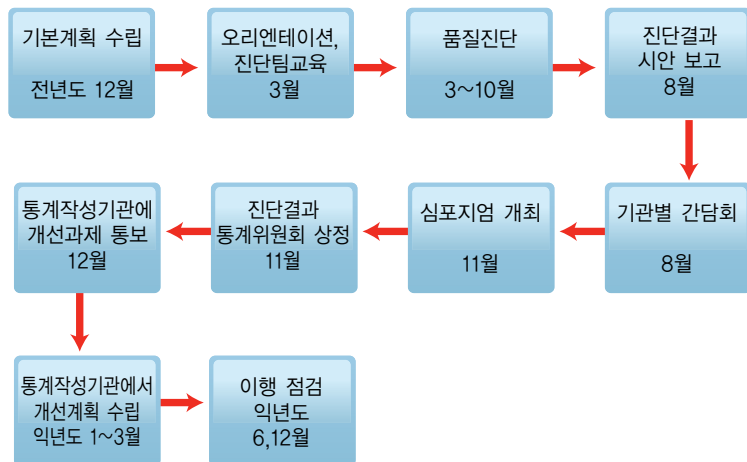 기본계획 수립
전년도 12월
오리엔테이션,
진단팀교육
3월
품질진단
3~10월
진단결과
시안 보고
8월
기관별 간담회
8월
심포지엄 개최
11월
진단결과
통계위원회 상정
11월
통계작성기관에
개선과제 통보
12월
통계작성기관에서
개선계획 수립
익년도 1~3월
이행 점검
익년도
6,12월